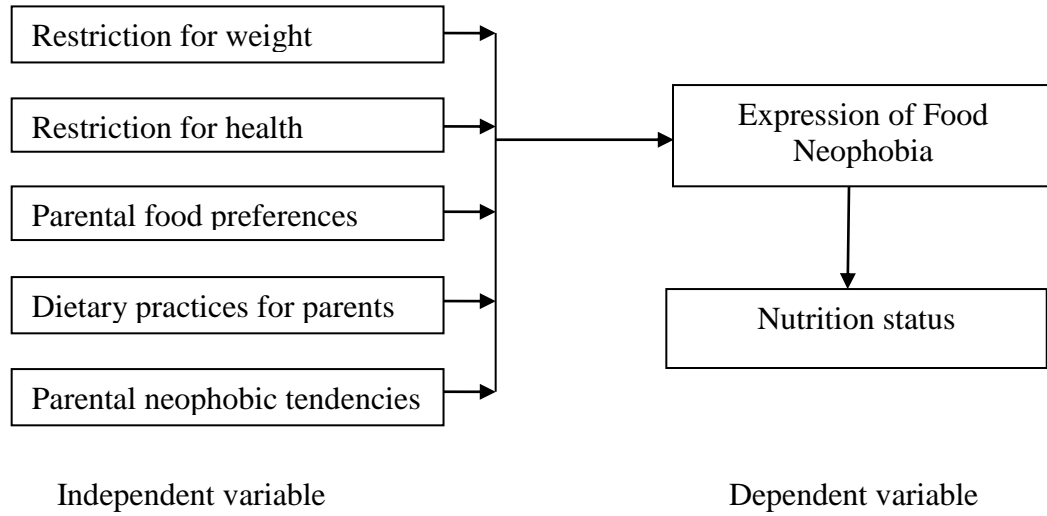 Restriction for weight
Restriction for health
Parental food preferences
Dietary practices for parents
Parental neophobic tendencies
Expression of Food
Neophobia
Nutrition status
Independent variable
Dependent variable